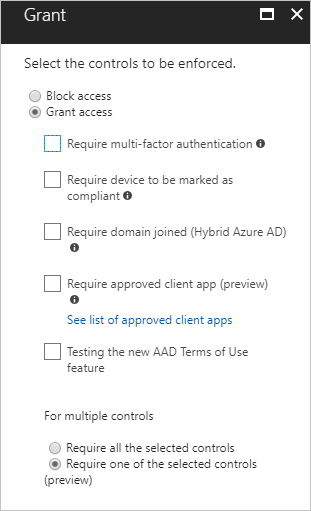 Grant
Select the controls to be enforced.
Block access
Grant access
Require multi-factor authentication
Require device to be marked as
compliant
Require domain joined (Hybrid Azure AD)
Require approved client app (preview)
See list of approved client apps
Testing the new AAD Terms of Use
feature
For multiple controls
Require all the selected controls
Require one of the selected controls
(preview)